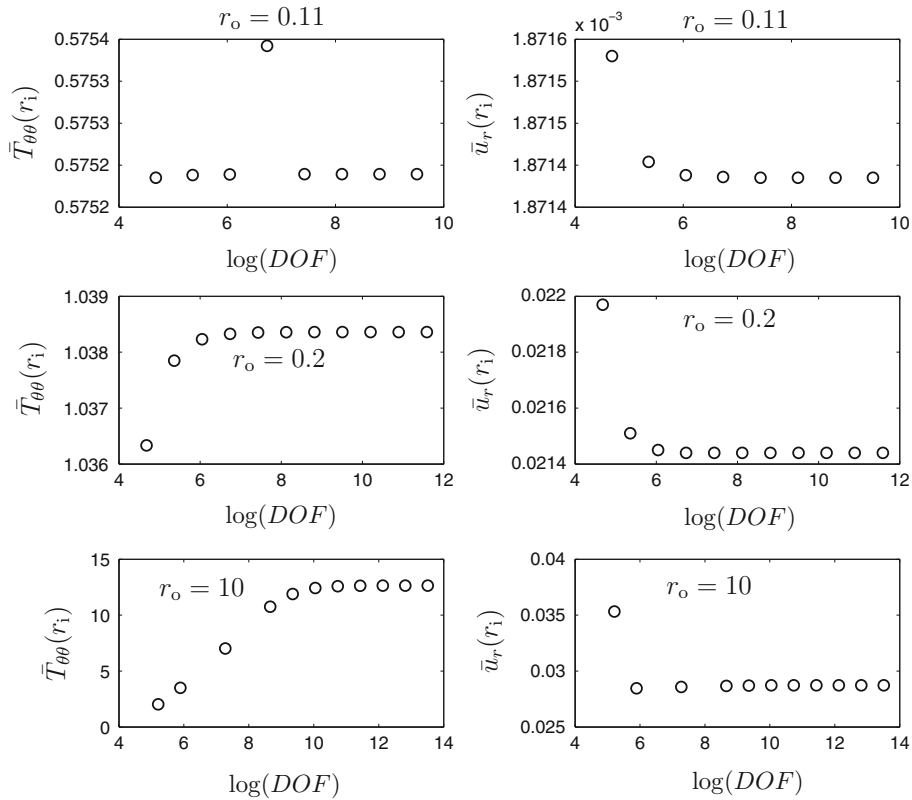 r_o = 0.11
0.5754
0.5753
0.5753
0.5752
0.5752
T̄_θθ(r_i)
4 6 8 10
log(DOF)
r_o = 0.11
x 10⁻³
1.8716
1.8715
1.8715
1.8714
1.8714
ū_r(r_i)
4 6 8 10
log(DOF)
1.039
1.038
1.037
1.036
T̄_θθ(r_i)
r_o = 0.2
4 6 8 10 12
log(DOF)
0.022
0.0218
0.0216
0.0214
ū_r(r_i)
r_o = 0.2
4 6 8 10 12
log(DOF)
15
10
5
0
T̄_θθ(r_i)
r_o = 10
4 6 8 10 12 14
log(DOF)
0.04
0.035
0.03
0.025
ū_r(r_i)
r_o = 10
4 6 8 10 12 14
log(DOF)